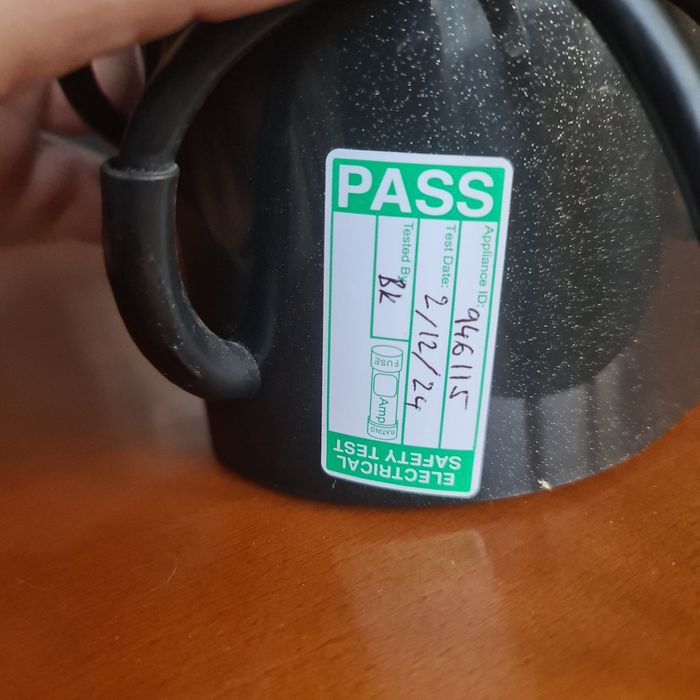 PASS
Appliance ID: 946115
Test Date: 2/12/24
Tested By: BK
FUSE
Amp
RATING
ELECTRICAL
SAFETY TEST